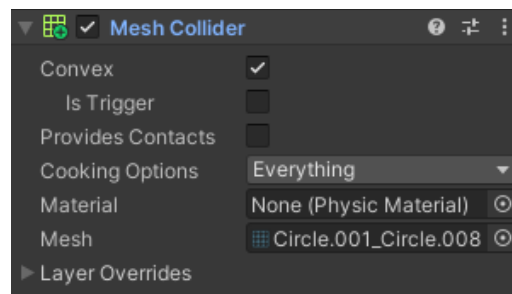 Mesh Collider
Convex
Is Trigger
Provides Contacts
Cooking Options Everything
Material None (Physic Material)
Mesh Circle.001_Circle.008
Layer Overrides